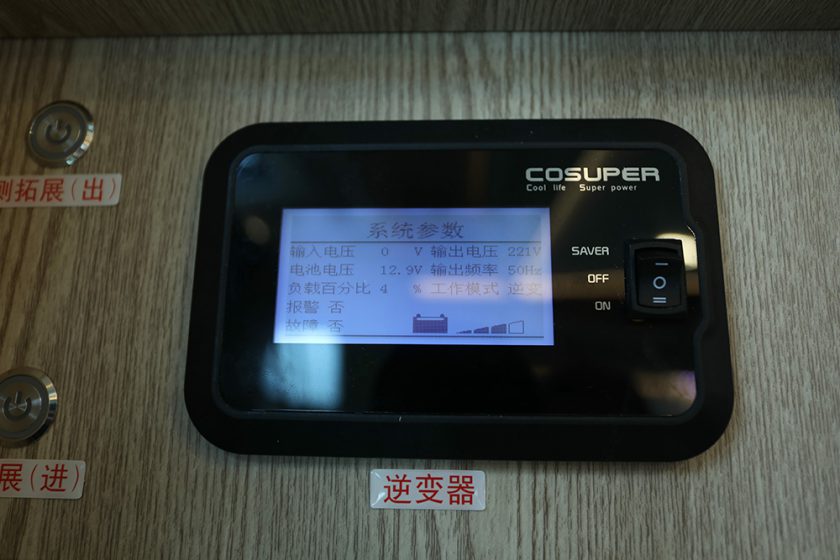 COSUPER
Cool life Super power
系统参数
输入电压 0 V 输出电压 221V
电池电压 12.9V 输出频率 50Hz
负载百分比 4 % 工作模式 逆变
报警 否
故障 否
SAVER
OFF
ON
侧拓展(出)
展(进)
逆变器